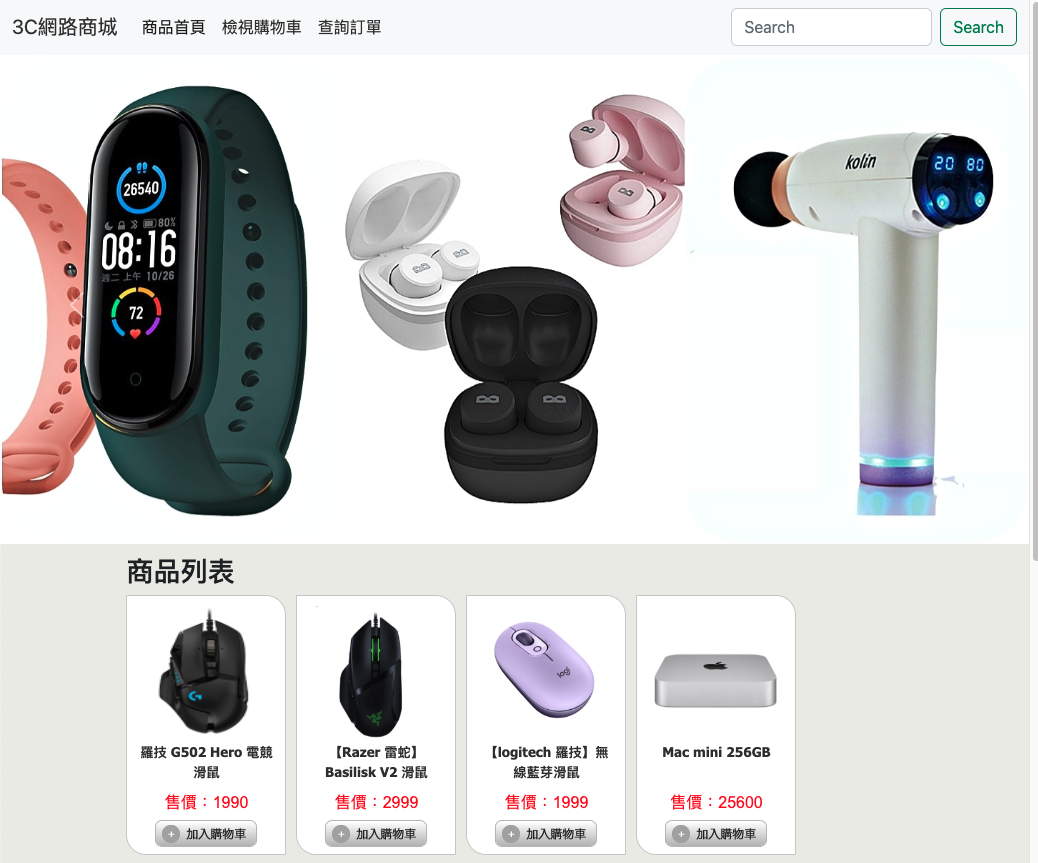 3C網路商城 商品首頁 檢視購物車 查詢訂單 Search Search
26540
80%
08:16
週二 上午 10/26
72
kolin
20 80
商品列表
羅技 G502 Hero 電競
滑鼠
售價：1990
加入購物車
【Razer 雷蛇】
Basilisk V2 滑鼠
售價：2999
加入購物車
logi
【logitech 羅技】無
線藍芽滑鼠
售價：1999
加入購物車
Mac mini 256GB
售價：25600
加入購物車